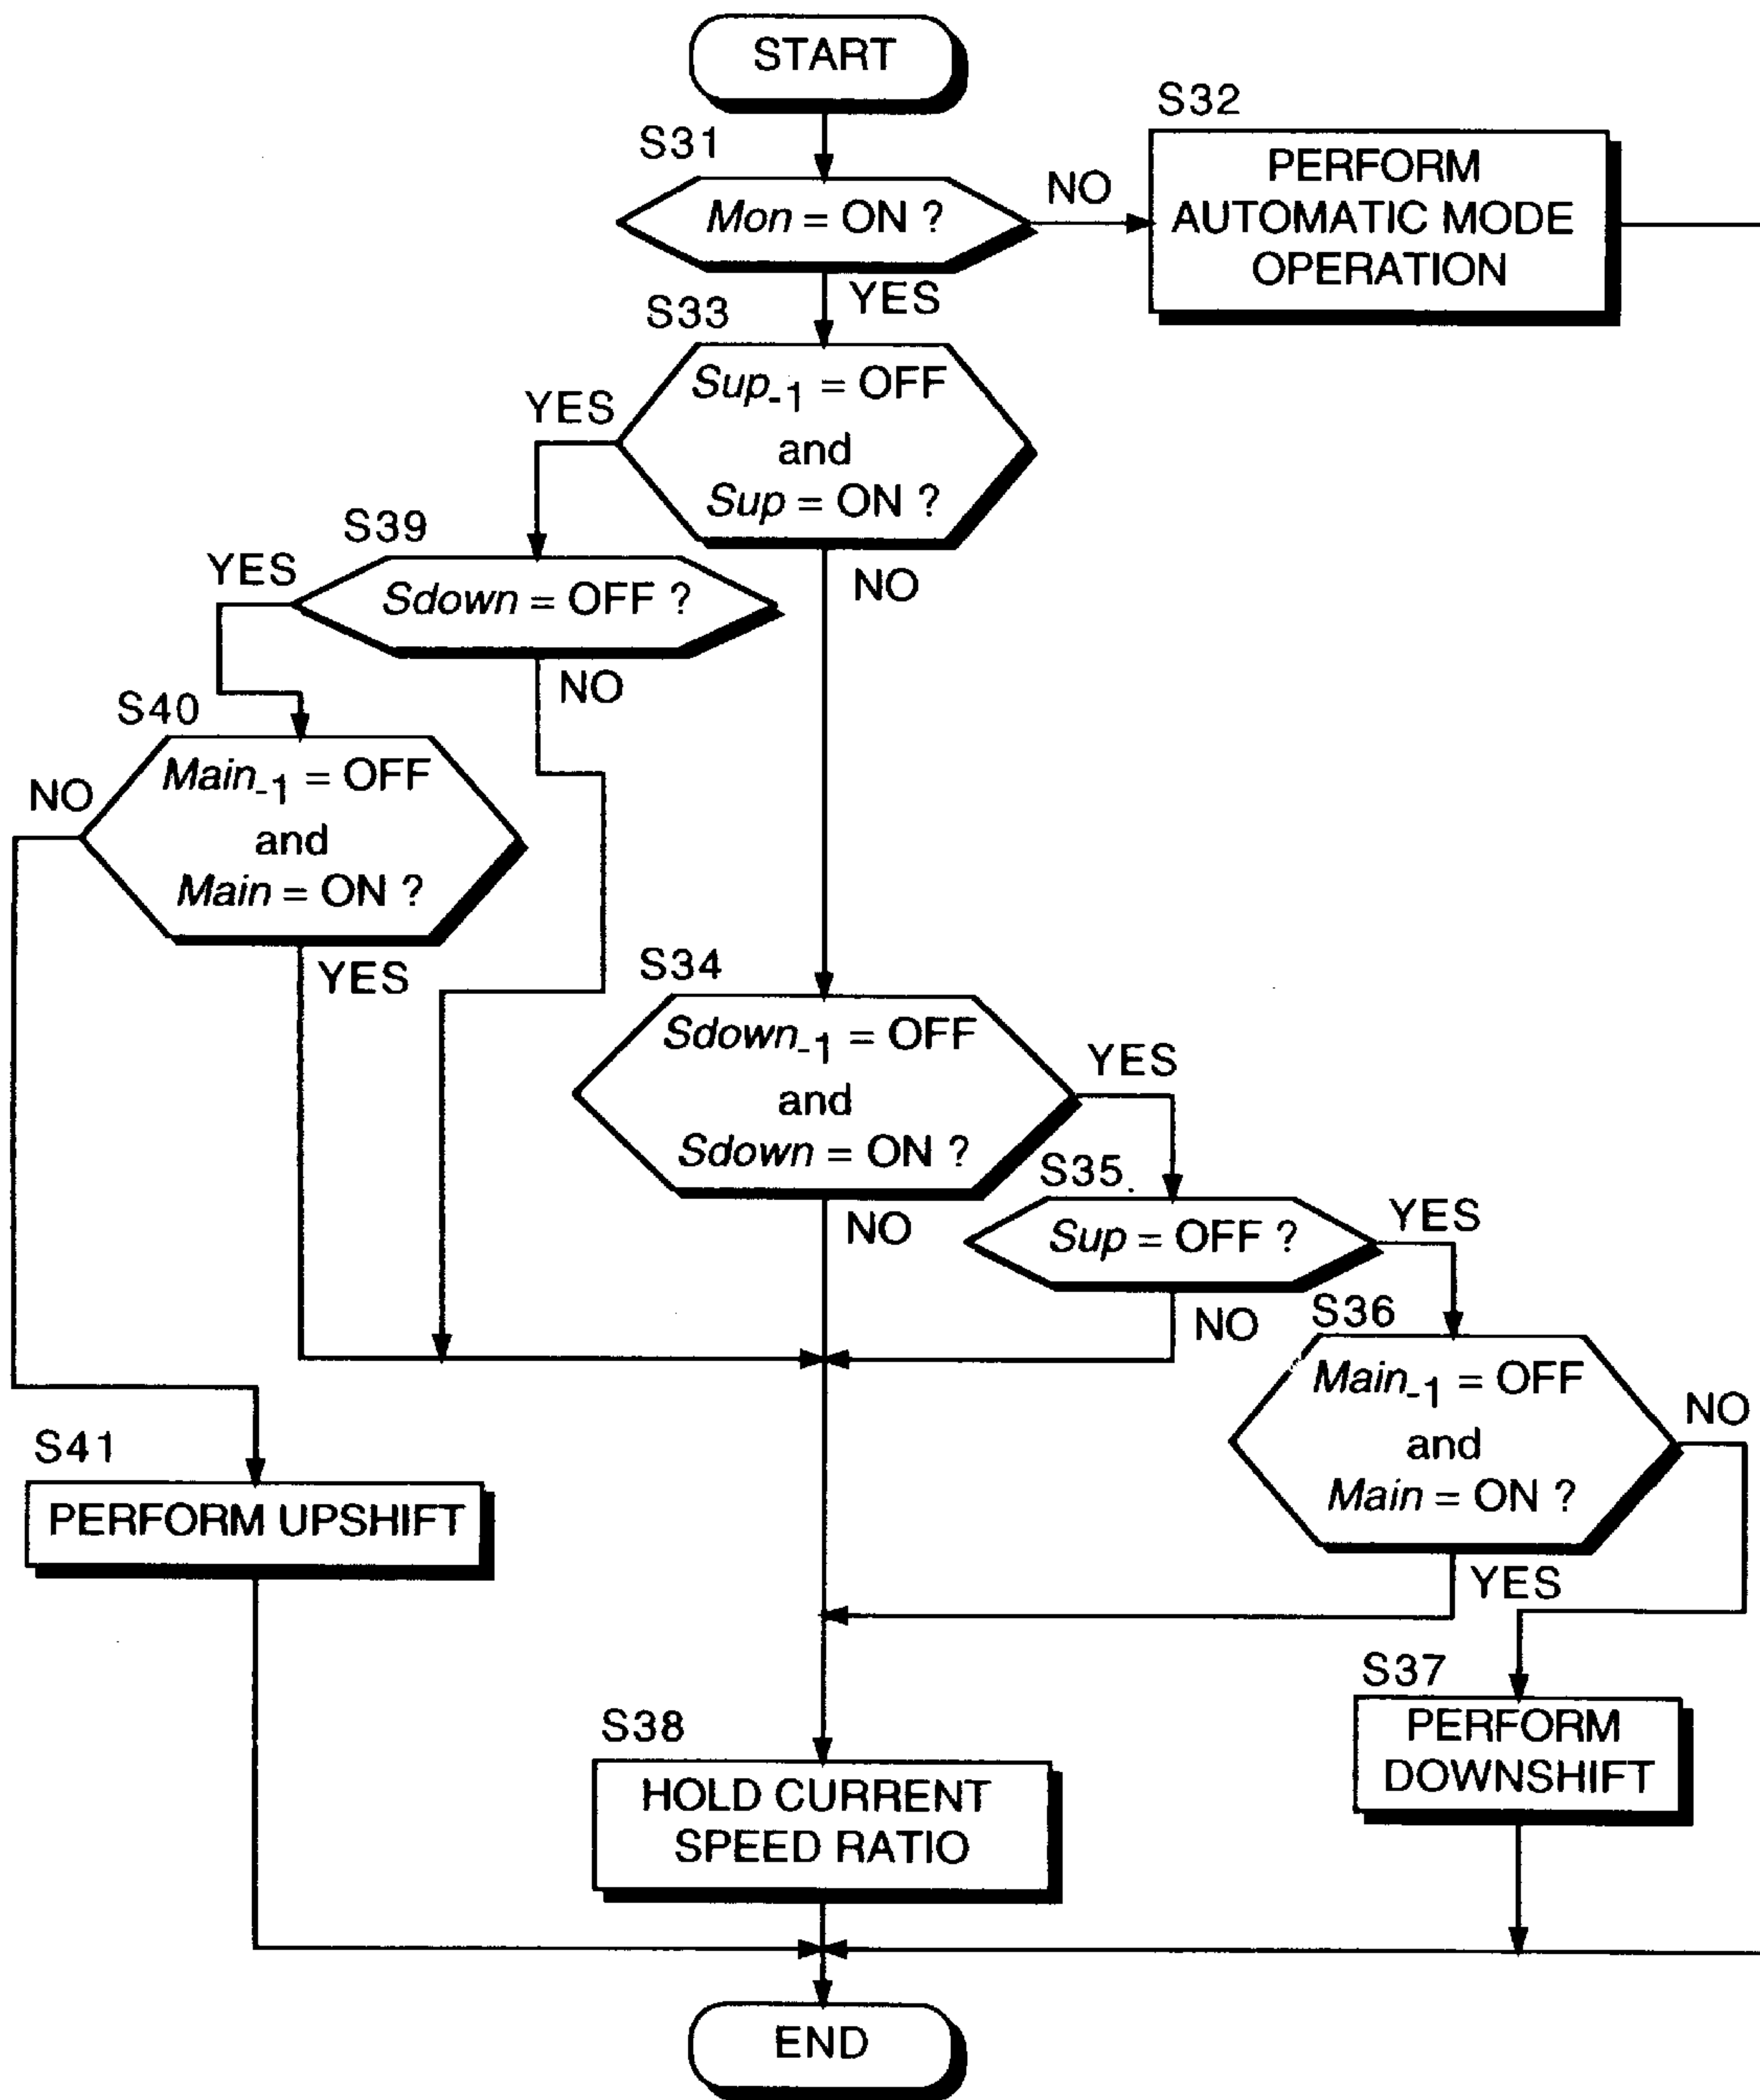 START
S31
Mon = ON ?
NO
S32
PERFORM
AUTOMATIC MODE
OPERATION
YES
S33
Sup-1 = OFF
and
Sup = ON ?
YES
NO
S39
Sdown = OFF ?
YES
NO
S40
Main-1 = OFF
and
Main = ON ?
NO
YES
S34
Sdown-1 = OFF
and
Sdown = ON ?
YES
NO
S35
Sup = OFF ?
YES
NO
S36
Main-1 = OFF
and
Main = ON ?
NO
YES
S41
PERFORM UPSHIFT
S37
PERFORM
DOWNSHIFT
S38
HOLD CURRENT
SPEED RATIO
END